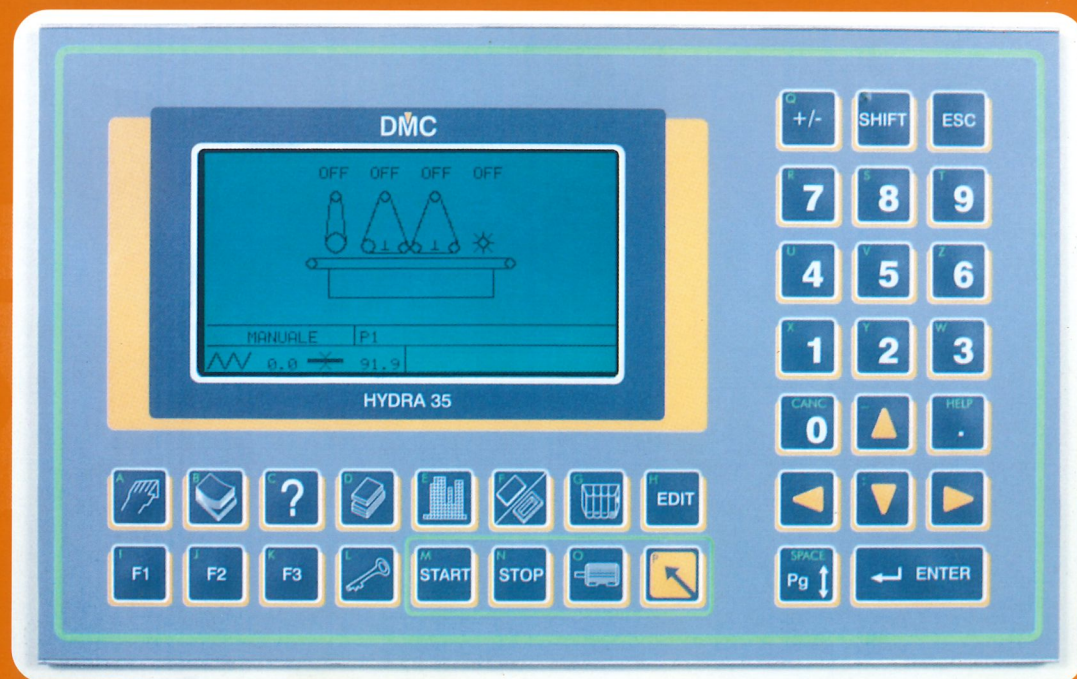 DMC
OFF OFF OFF OFF
MANUALE P1
0.0 91.9
HYDRA 35
Q +/- SHIFT ESC
R 7 S 8 T 9
U 4 V 5 Z 6
X 1 Y 2 W 3
CANC 0 HELP .
A B C ? D E F G H EDIT
I F1 J F2 K F3 L M START N STOP O P
SPACE Pg ENTER